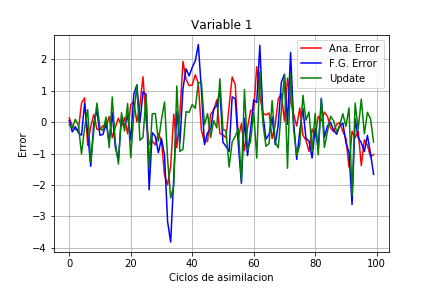 Variable 1
Ana. Error
F.G. Error
Update
Error
2
1
0
−1
−2
−3
−4
0 20 40 60 80 100
Ciclos de asimilacion